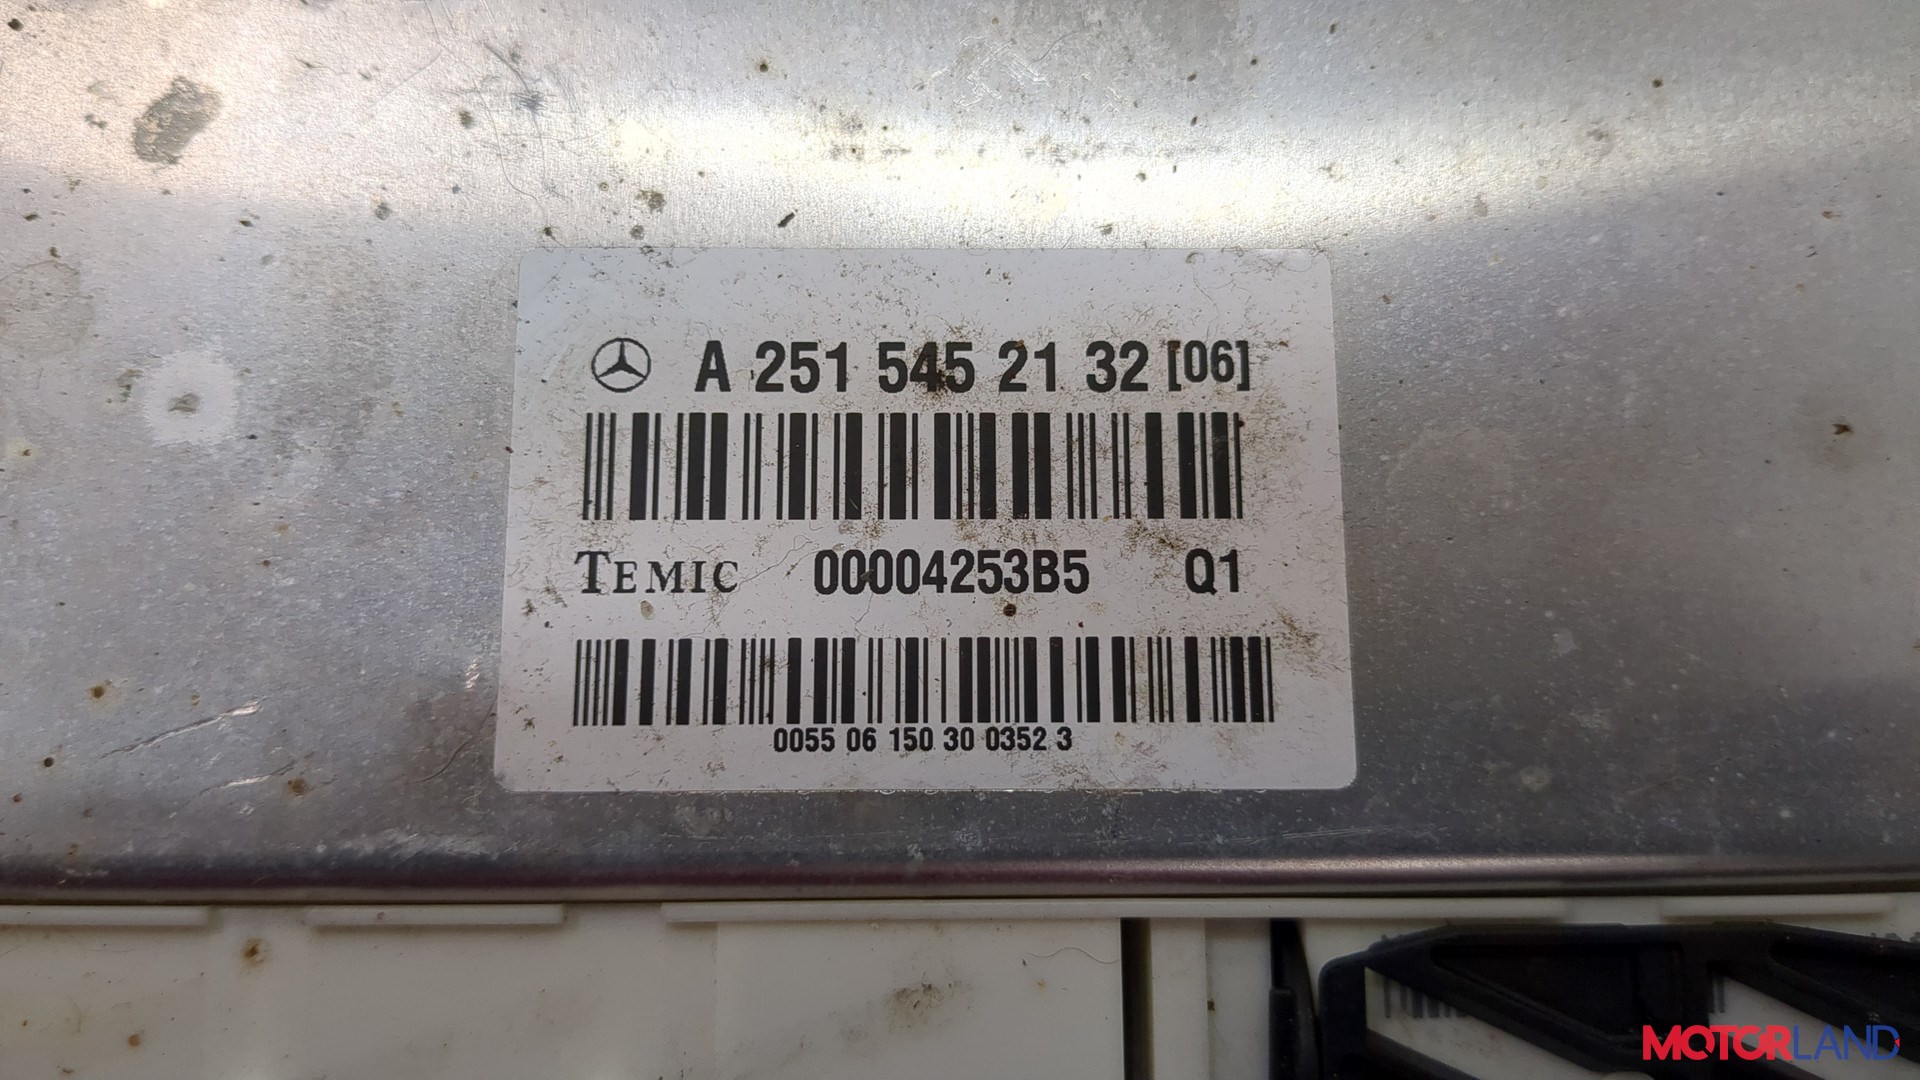 A 251 545 21 32 [06]
TEMIC 00004253B5 Q1
0055 06 150 30 0352 3
MOTORLAND